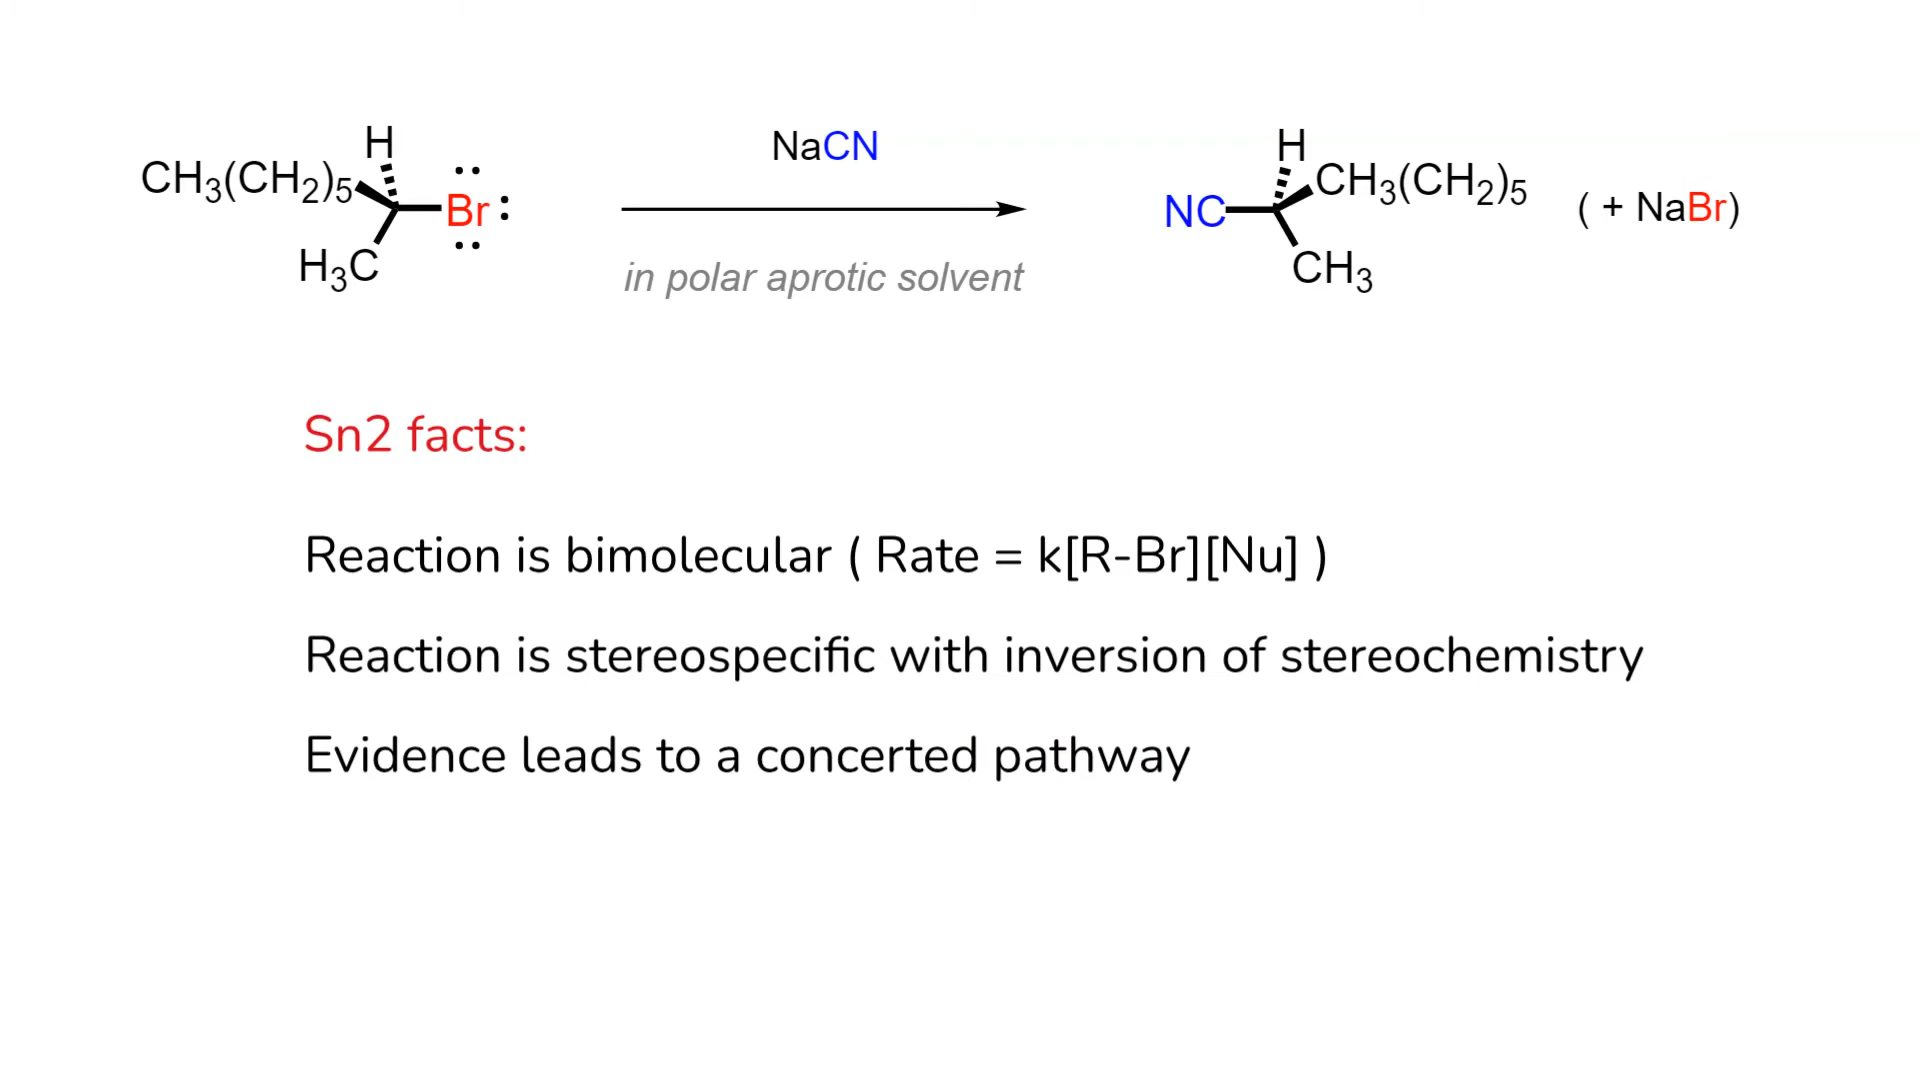 H
CH₃(CH₂)₅
Br
H₃C
NaCN
in polar aprotic solvent
H
NC
CH₃(CH₂)₅
CH₃
( + NaBr)
Sn2 facts:
Reaction is bimolecular ( Rate = k[R-Br][Nu] )
Reaction is stereospecific with inversion of stereochemistry
Evidence leads to a concerted pathway